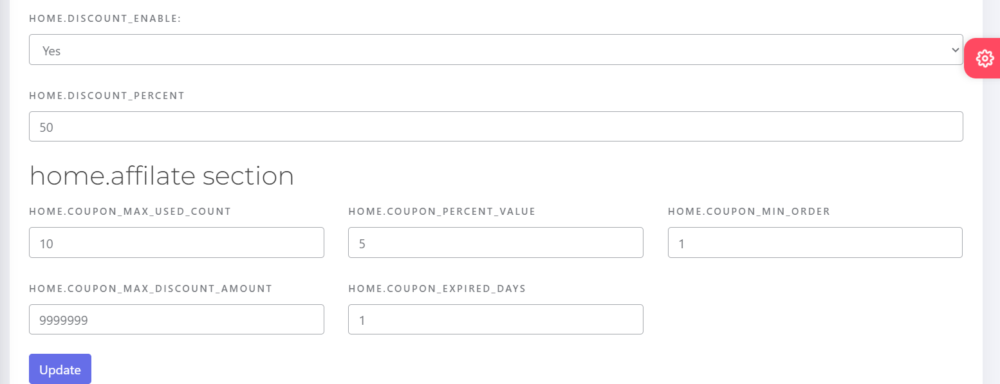 HOME.DISCOUNT_ENABLE:
Yes
HOME.DISCOUNT_PERCENT
50
home.affilate section
HOME.COUPON_MAX_USED_COUNT HOME.COUPON_PERCENT_VALUE HOME.COUPON_MIN_ORDER
10 5 1
HOME.COUPON_MAX_DISCOUNT_AMOUNT HOME.COUPON_EXPIRED_DAYS
9999999 1
Update